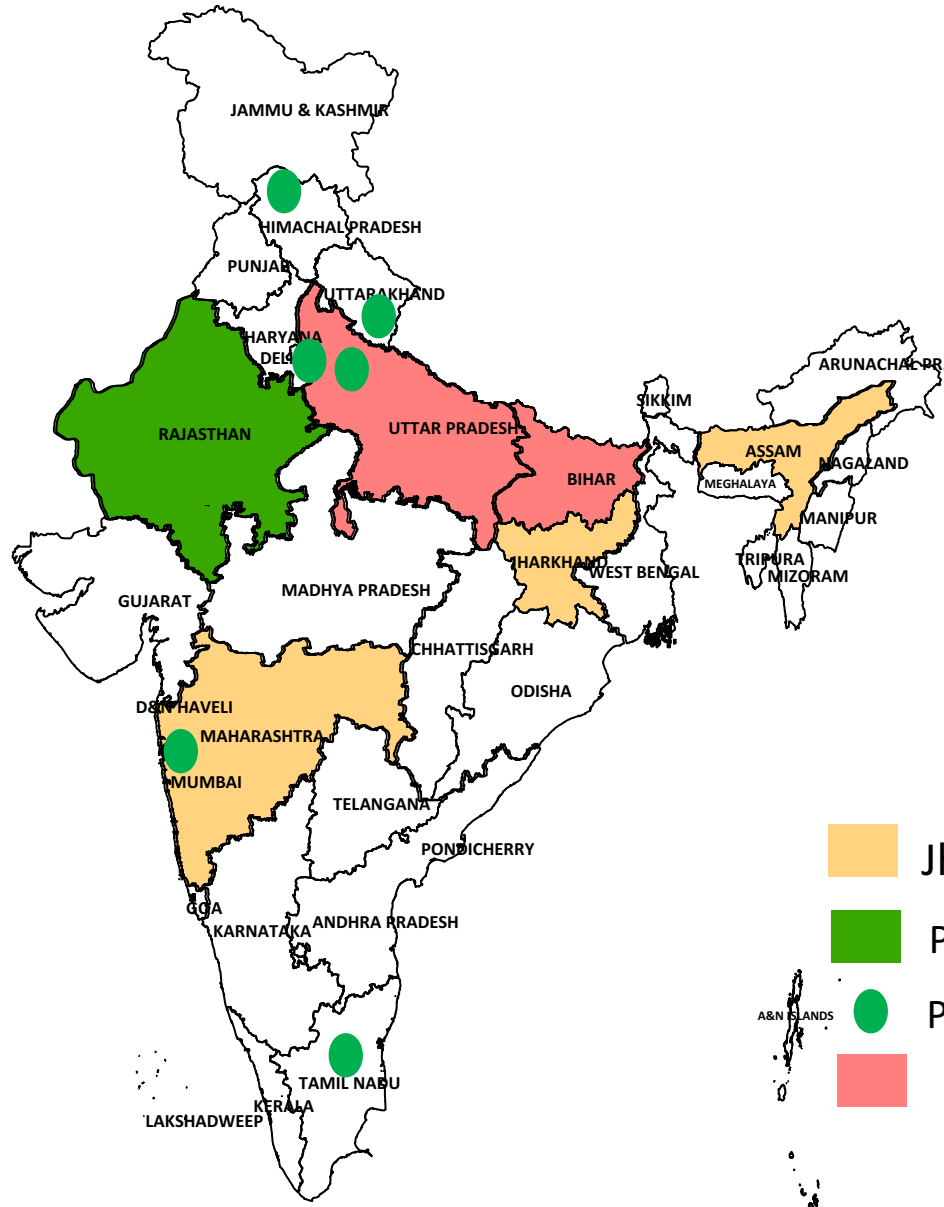 JAMMU & KASHMIR
HIMACHAL PRADESH
PUNJAB
UTTARAKHAND
HARYANA
ARUNACHAL PR
SIKKIM
RAJASTHAN
UTTAR PRADESH
ASSAM
NAGALAND
BIHAR
MEGHALAYA
MANIPUR
TRIPURA
JHARKHAND
WEST BENGAL
MIZORAM
MADHYA PRADESH
GUJARAT
CHHATTISGARH
ODISHA
D&N HAVELI
MAHARASHTRA
MUMBAI
TELANGANA
PONDICHERRY
GOA
KARNATAKA
ANDHRA PRADESH
A&N ISLANDS
TAMIL NADU
KERALA
LAKSHADWEEP
P
P